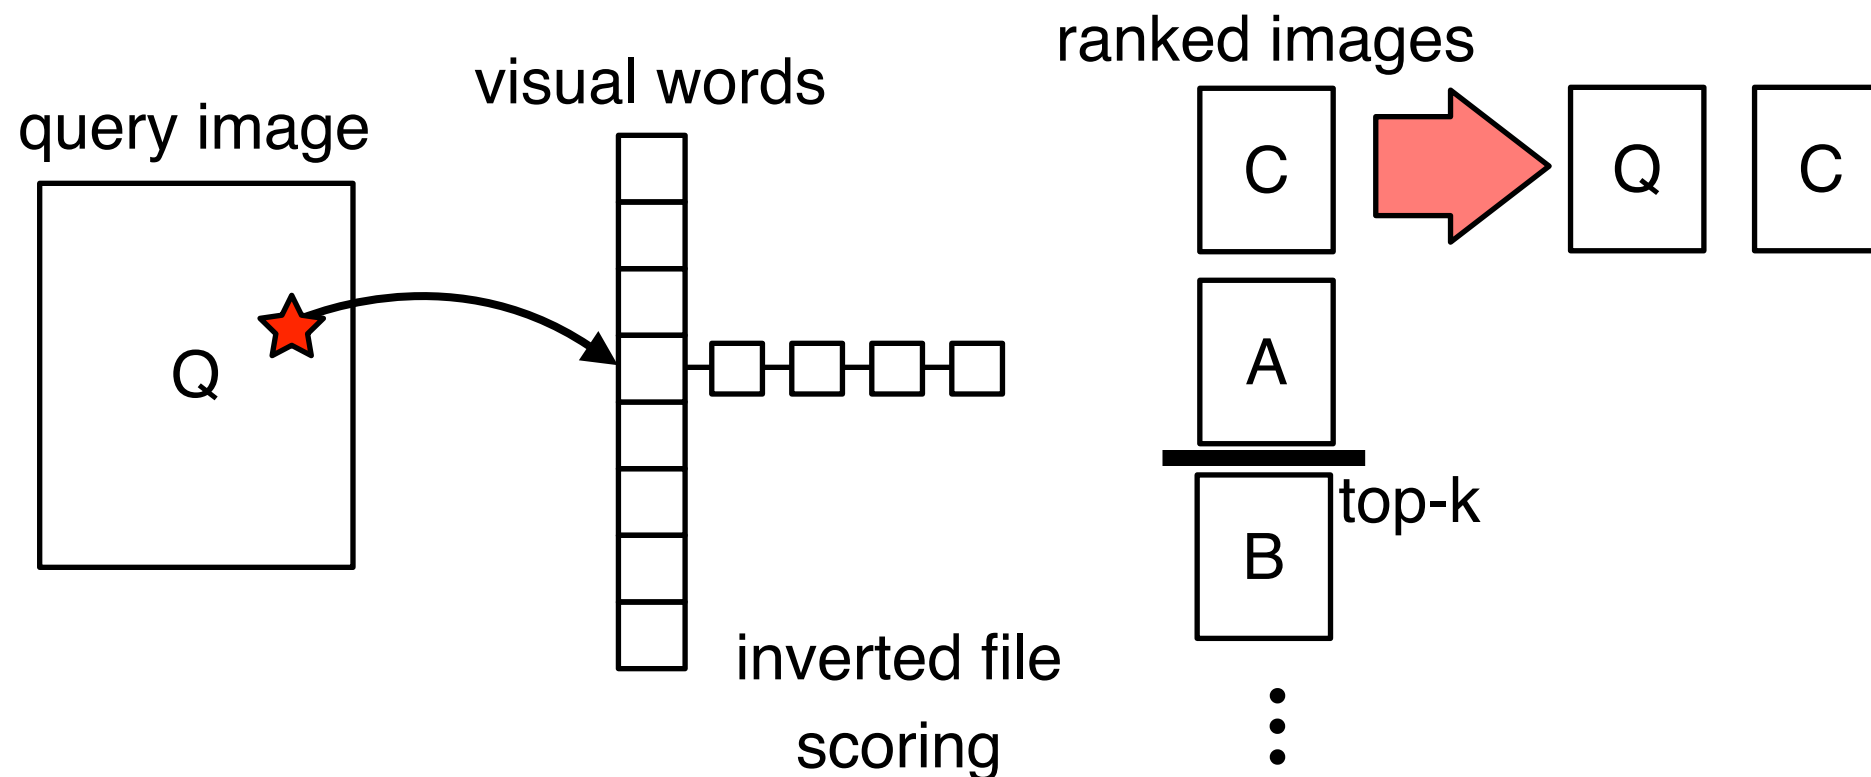 ranked images
visual words
query image
C
Q
C
Q
A
top-k
B
inverted file
scoring